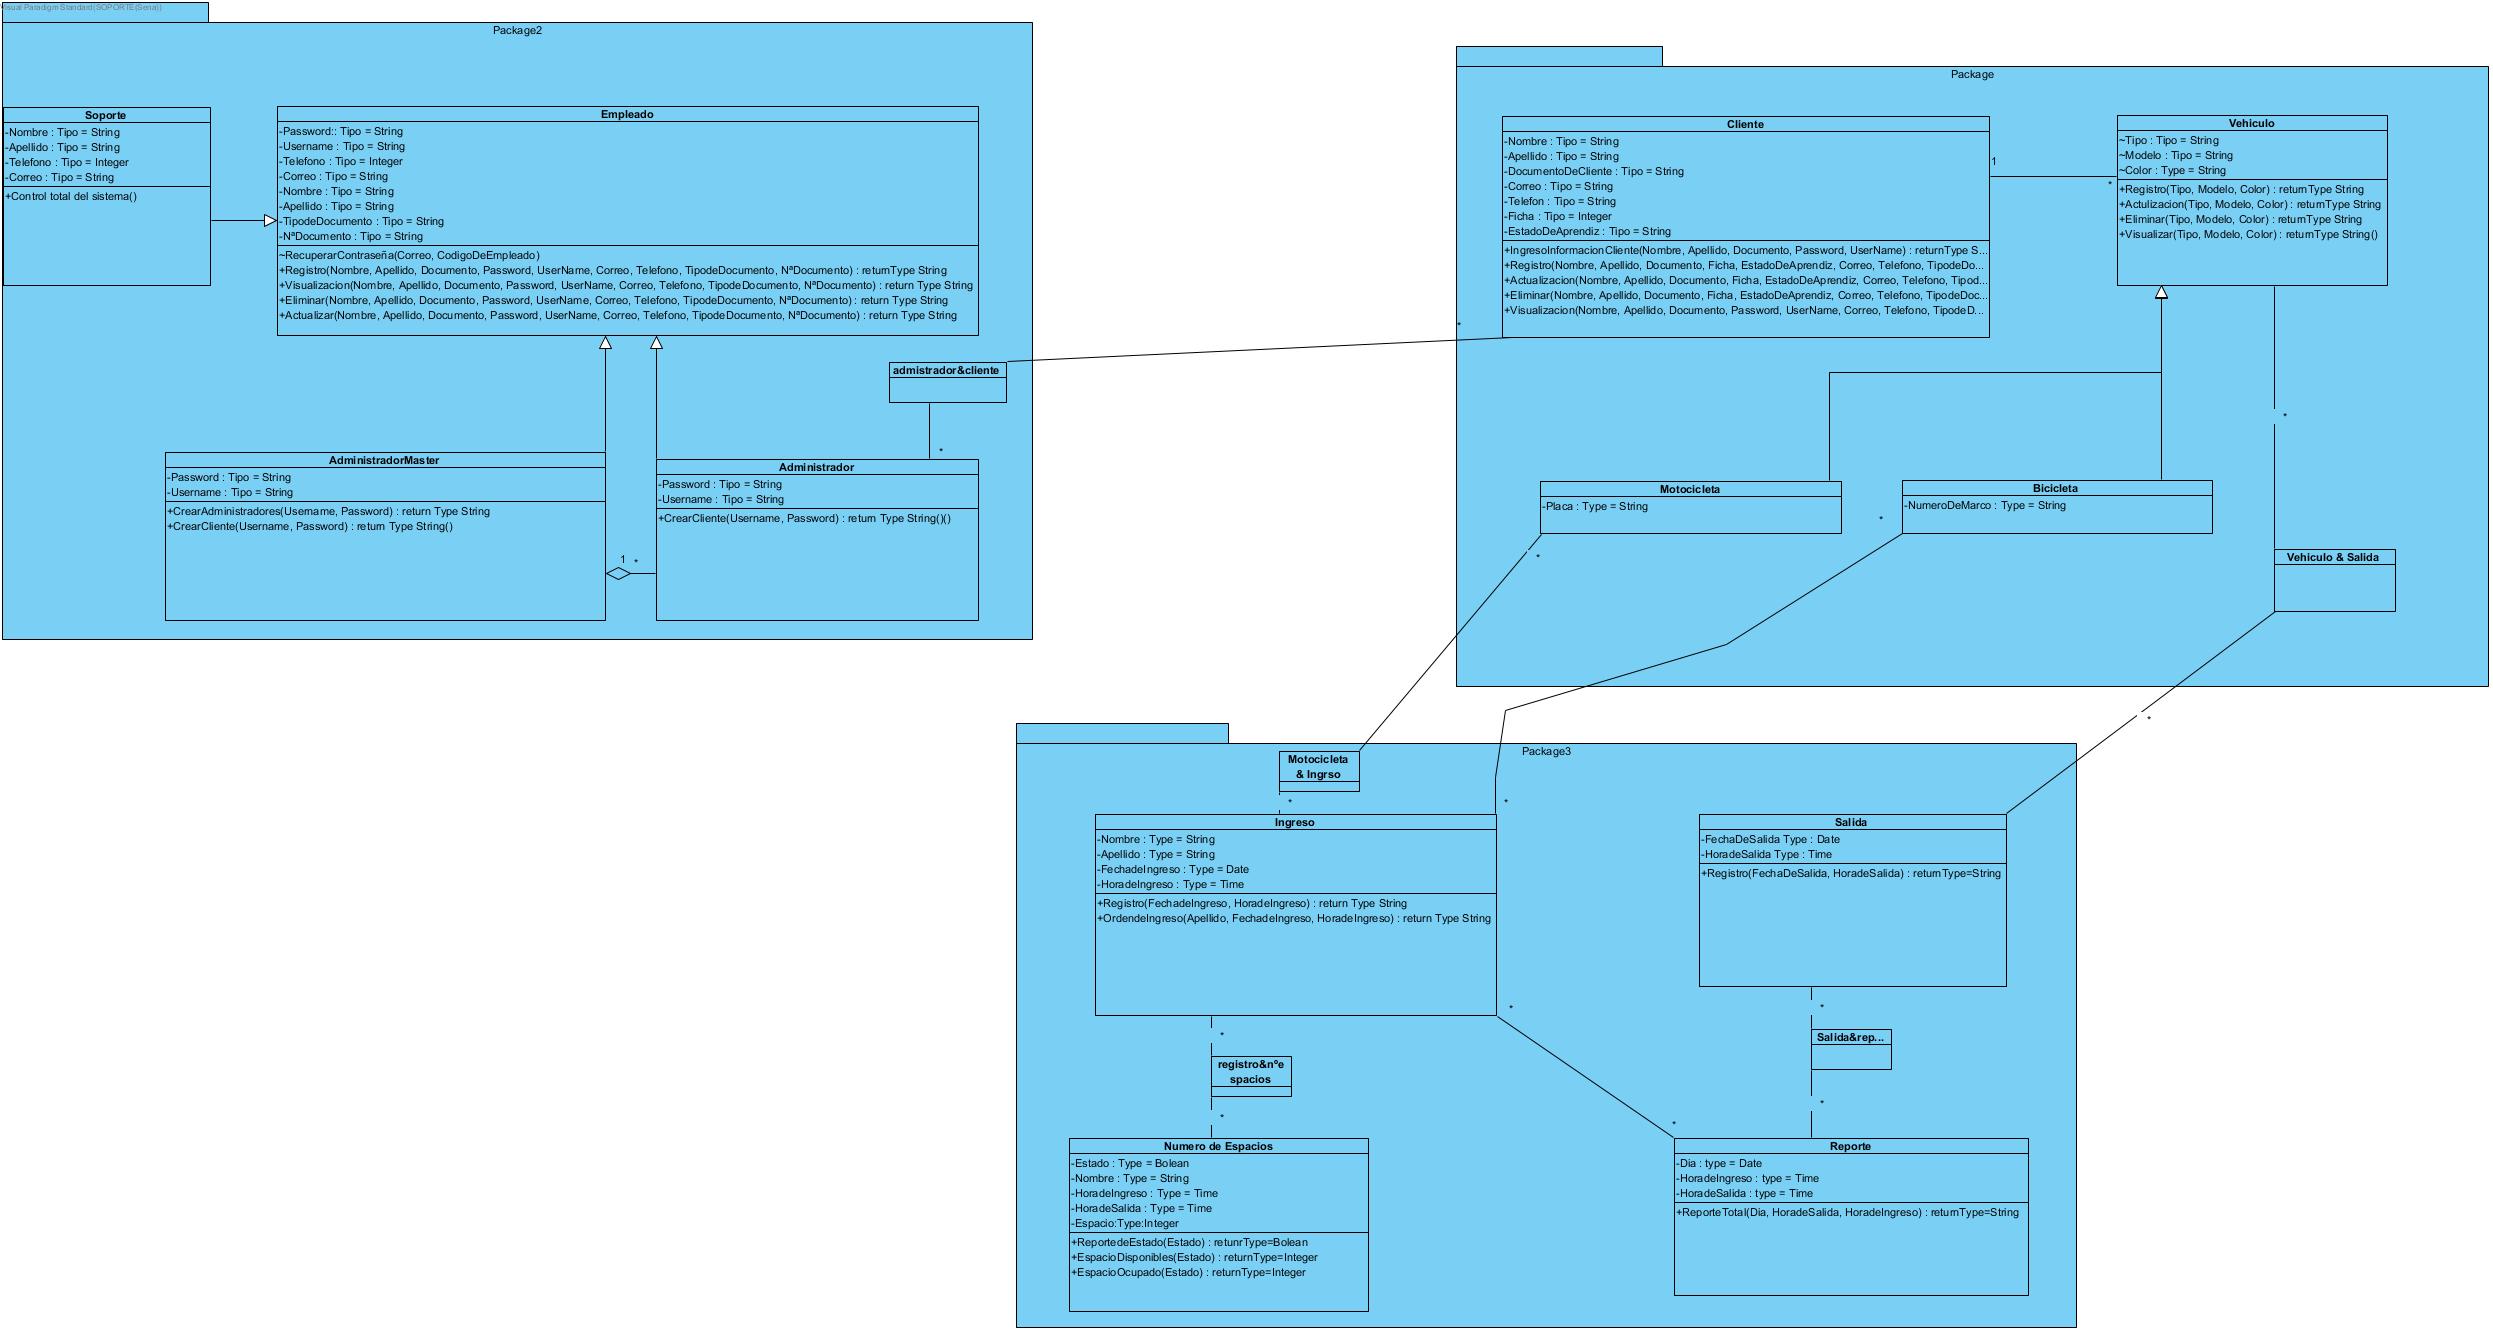 Visual Paradigm Standard(SOPORTE(Sena))
Package2
Soporte
-Nombre : Tipo = String
-Apellido : Tipo = String
-Telefono : Tipo = Integer
-Correo : Tipo = String
+Control total del sistema()
Empleado
-Password:: Tipo = String
-Username : Tipo = String
-Telefono : Tipo = Integer
-Correo : Tipo = String
-Nombre : Tipo = String
-Apellido : Tipo = String
-TipodeDocumento : Tipo = String
-NªDocumento : Tipo = String
~RecuperarContraseña(Correo, CodigoDeEmpleado)
+Registro(Nombre, Apellido, Documento, Password, UserName, Correo, Telefono, TipodeDocumento, NªDocumento) : returnType String
+Visualizacion(Nombre, Apellido, Documento, Password, UserName, Correo, Telefono, TipodeDocumento, NªDocumento) : return Type String
+Eliminar(Nombre, Apellido, Documento, Password, UserName, Correo, Telefono, TipodeDocumento, NªDocumento) : return Type String
+Actualizar(Nombre, Apellido, Documento, Password, UserName, Correo, Telefono, TipodeDocumento, NªDocumento) : return Type String
admistrador&cliente
*
AdministradorMaster
-Password : Tipo = String
-Username : Tipo = String
+CrearAdministradores(Username, Password) : return Type String
+CrearCliente(Username, Password) : return Type String()
1 *
Administrador
-Password : Tipo = String
-Username : Tipo = String
+CrearCliente(Username, Password) : return Type String()()
Package
Cliente
-Nombre : Tipo = String
-Apellido : Tipo = String
-DocumentoDeCliente : Tipo = String
-Correo : Tipo = String
-Telefon : Tipo = String
-Ficha : Tipo = Integer
-EstadoDeAprendiz : Tipo = String
+IngresoInformacionCliente(Nombre, Apellido, Documento, Password, UserName) : returnType S...
+Registro(Nombre, Apellido, Documento, Ficha, EstadoDeAprendiz, Correo, Telefono, TipodeDo...
+Actualizacion(Nombre, Apellido, Documento, Ficha, EstadoDeAprendiz, Correo, Telefono, Tipod...
+Eliminar(Nombre, Apellido, Documento, Ficha, EstadoDeAprendiz, Correo, Telefono, TipodeDoc...
+Visualizacion(Nombre, Apellido, Documento, Password, UserName, Correo, Telefono, TipodeD...
*
1
*
Vehiculo
~Tipo : Tipo = String
~Modelo : Tipo = String
~Color : Type = String
+Registro(Tipo, Modelo, Color) : returnType String
+Actulizacion(Tipo, Modelo, Color) : returnType String
+Eliminar(Tipo, Modelo, Color) : returnType String
+Visualizar(Tipo, Modelo, Color) : returnType String()
*
Motocicleta
-Placa : Type = String
*
Bicicleta
-NumeroDeMarco : Type = String
*
Vehiculo & Salida
*
Package3
Motocicleta
& Ingrso
*
*
Ingreso
-Nombre : Type = String
-Apellido : Type = String
-FechadeIngreso : Type = Date
-HoradeIngreso : Type = Time
+Registro(FechadeIngreso, HoradeIngreso) : return Type String
+OrdendeIngreso(Apellido, FechadeIngreso, HoradeIngreso) : return Type String
*
Salida
-FechaDeSalida Type : Date
-HoradeSalida Type : Time
+Registro(FechaDeSalida, HoradeSalida) : returnType=String
*
Salida&rep...
*
*
registro&nºe
spacios
*
*
Numero de Espacios
-Estado : Type = Bolean
-Nombre : Type = String
-HoradeIngreso : Type = Time
-HoradeSalida : Type = Time
-Espacio:Type:Integer
+ReportedeEstado(Estado) : retunrType=Bolean
+EspacioDisponibles(Estado) : returnType=Integer
+EspacioOcupado(Estado) : returnType=Integer
Reporte
-Dia : type = Date
-HoradeIngreso : type = Time
-HoradeSalida : type = Time
+ReporteTotal(Dia, HoradeSalida, HoradeIngreso) : returnType=String